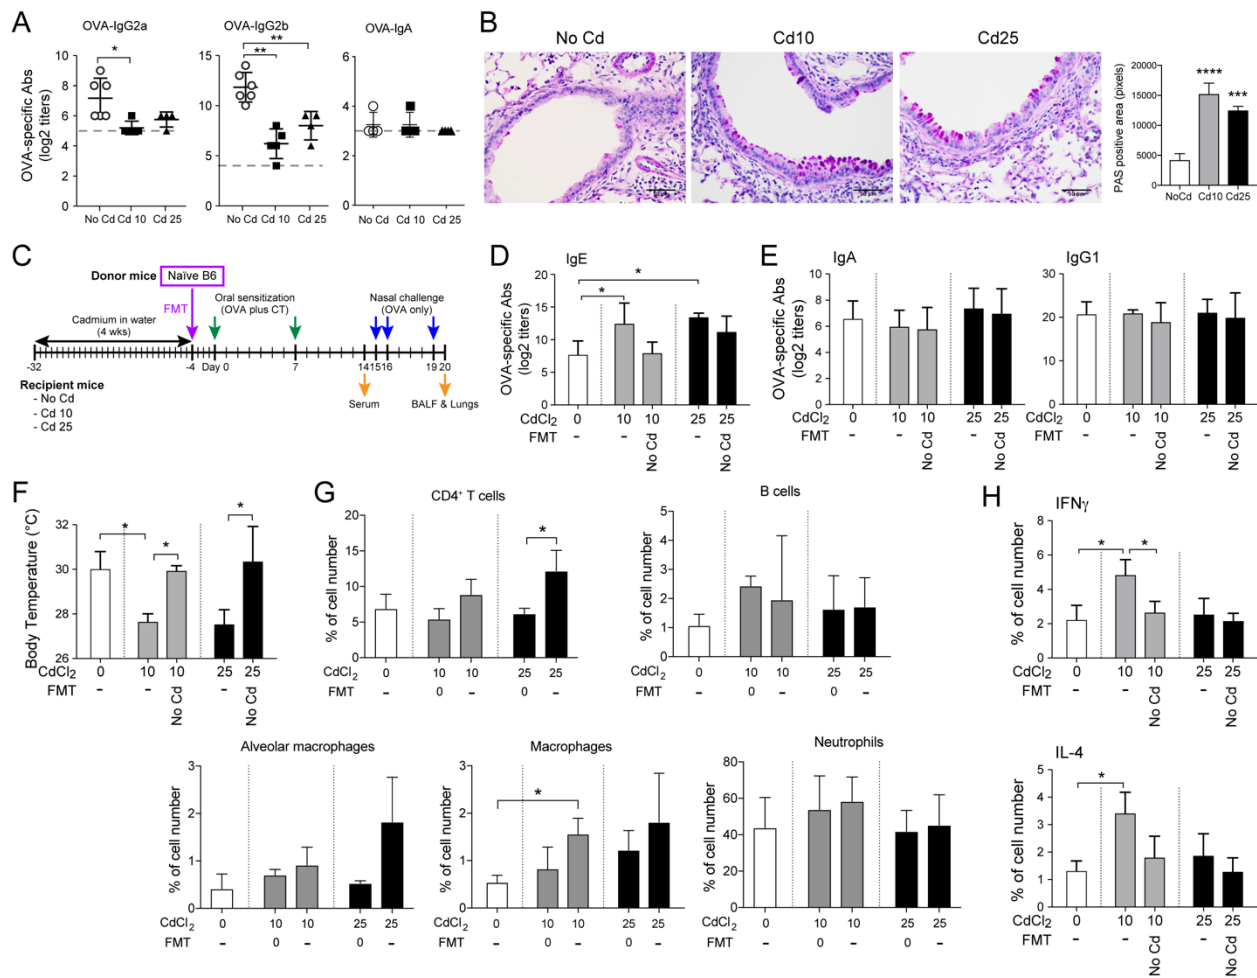 A
OVA-IgG2a
OVA-IgG2b
OVA-IgA
OVA-specific Abs
(log2 titers)
10
9
8
7
6
5
4
3
2
1
0
*
No Cd Cd 10 Cd 25
20
15
10
5
0
**
**
No Cd Cd 10 Cd 25
6
4
2
0
No Cd Cd 10 Cd 25
B
No Cd
Cd10
Cd25
PAS positive area (pixels)
20000
15000
10000
5000
0
****
***
NoCd Cd10 Cd25
C
Donor mice
Naïve B6
FMT
Cadmium in water
(4 wks)
Oral sensitization
(OVA plus CT)
Nasal challenge
(OVA only)
-32 -4 Day 0 7 14 15 16 19 20
Recipient mice
- No Cd
- Cd 10
- Cd 25
Serum
BALF & Lungs
D
IgE
OVA-specific Abs
(log2 titers)
20
15
10
5
0
*
*
CdCl2 0 10 10 25 25
FMT - - No Cd - No Cd
E
IgA
OVA-specific Abs
(log2 titers)
10
8
6
4
2
0
CdCl2 0 10 10 25 25
FMT - - No Cd - No Cd
IgG1
30
20
10
0
0 10 10 25 25
- - No Cd - No Cd
F
Body Temperature (°C)
32
30
28
26
*
*
*
CdCl2 0 10 10 25 25
FMT - - No Cd - No Cd
G
CD4+ T cells
% of cell number
20
15
10
5
0
*
CdCl2 0 10 10 25 25
FMT - 0 - 0 -
B cells
% of cell number
5
4
3
2
1
0
0 10 10 25 25
- 0 - 0 -
Alveolar macrophages
% of cell number
3
2
1
0
CdCl2 0 10 10 25 25
FMT - 0 - 0 -
Macrophages
% of cell number
3
2
1
0
*
CdCl2 0 10 10 25 25
FMT - 0 - 0 -
Neutrophils
% of cell number
80
60
40
20
0
CdCl2 0 10 10 25 25
FMT - 0 - 0 -
H
IFNγ
% of cell number
8
6
4
2
0
*
*
CdCl2 0 10 10 25 25
FMT - - No Cd - No Cd
IL-4
% of cell number
5
4
3
2
1
0
*
CdCl2 0 10 10 25 25
FMT - - No Cd - No Cd